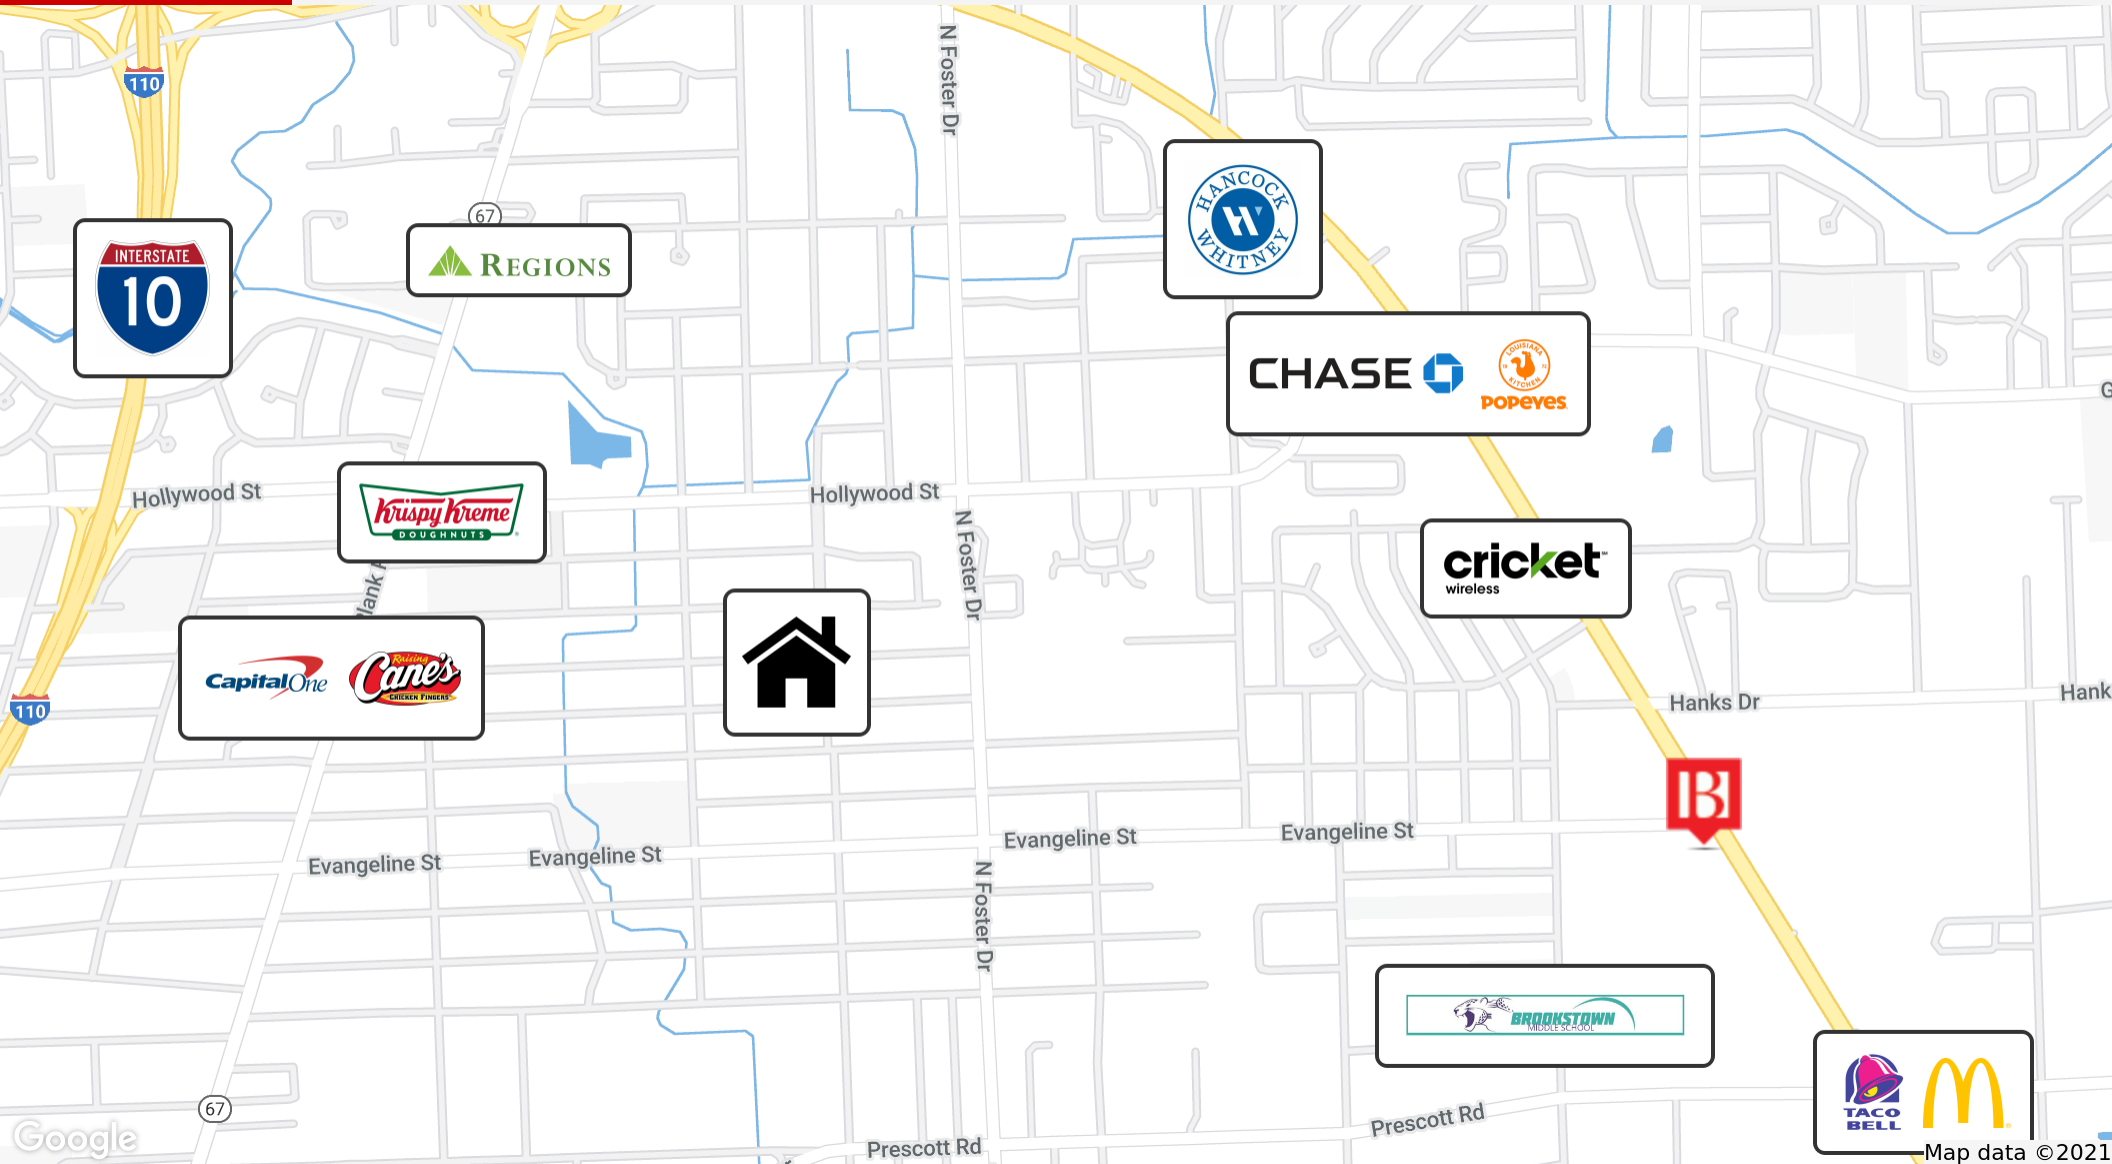 N Foster Dr
110
67
HANCOCK
WHITNEY
REGIONS
INTERSTATE
10
CHASE
LOUISIANA
KITCHEN
POPEYES
G
Hollywood St
Krispy Kreme
DOUGHNUTS
Hollywood St
N Foster Dr
cricket
wireless
Capital One
Raising
Cane's
CHICKEN FINGERS
110
Hanks Dr
Hank
B
Evangeline St
Evangeline St
Evangeline St
Evangeline St
N Foster Dr
BROOKSTOWN
MIDDLE SCHOOL
TACO
BELL
67
Google
Prescott Rd
Prescott Rd
Map data ©2021